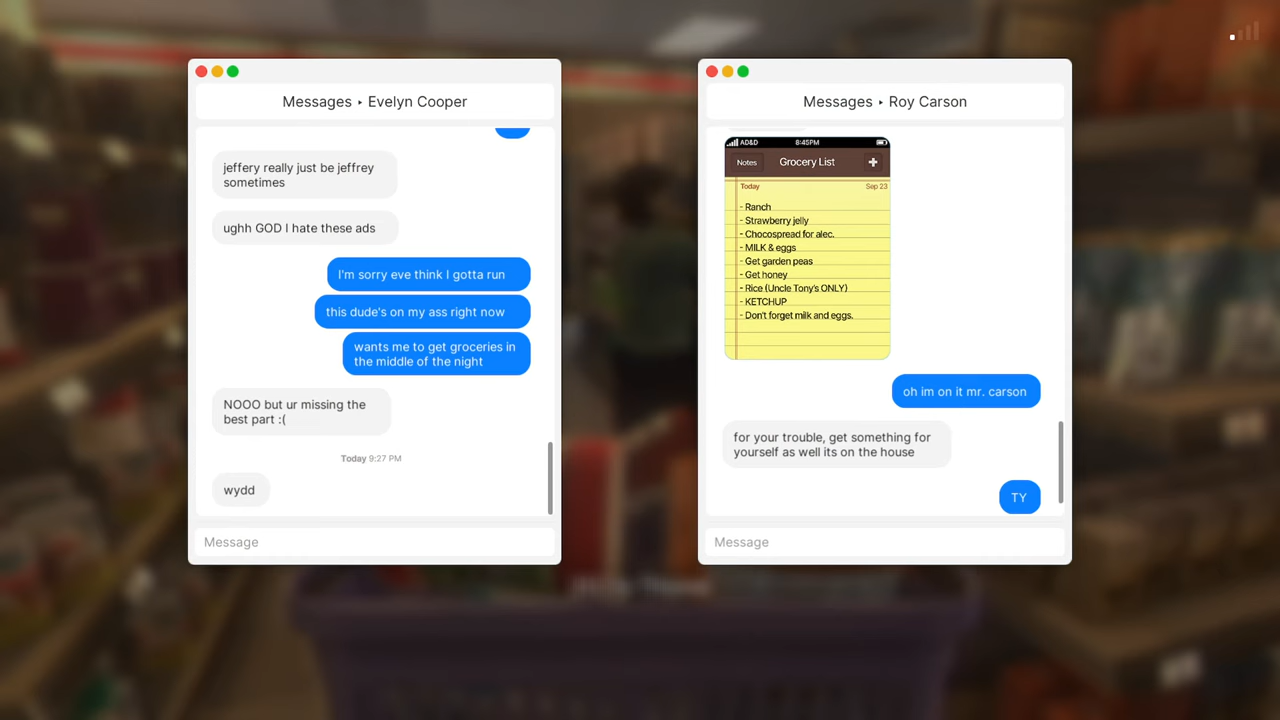 Messages ▸ Evelyn Cooper
jeffery really just be jeffrey
sometimes
ughh GOD I hate these ads
I'm sorry eve think I gotta run
this dude's on my ass right now
wants me to get groceries in
the middle of the night
NOOO but ur missing the
best part :(
Today 9:27 PM
wydd
Message
Messages ▸ Roy Carson
AD&D 8:45PM
Notes Grocery List +
Today Sep 23
- Ranch
- Strawberry jelly
- Chocospread for alec.
- MILK & eggs
- Get garden peas
- Get honey
- Rice (Uncle Tony's ONLY)
- KETCHUP
- Don't forget milk and eggs.
oh im on it mr. carson
for your trouble, get something for
yourself as well its on the house
TY
Message